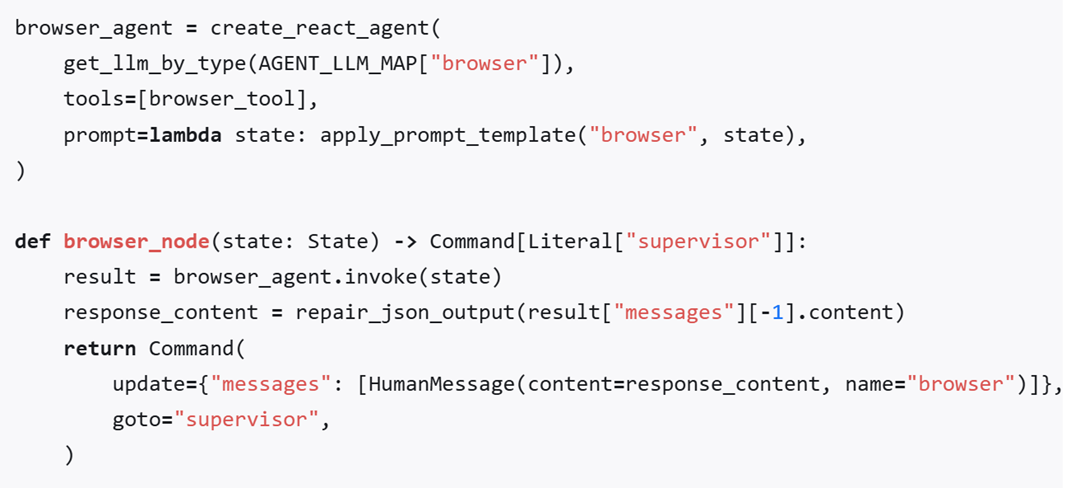 browser_agent = create_react_agent(
    get_llm_by_type(AGENT_LLM_MAP["browser"]),
    tools=[browser_tool],
    prompt=lambda state: apply_prompt_template("browser", state),
)
def browser_node(state: State) -> Command[Literal["supervisor"]]:
    result = browser_agent.invoke(state)
    response_content = repair_json_output(result["messages"][-1].content)
    return Command(
        update={"messages": [HumanMessage(content=response_content, name="browser")]},
        goto="supervisor",
    )